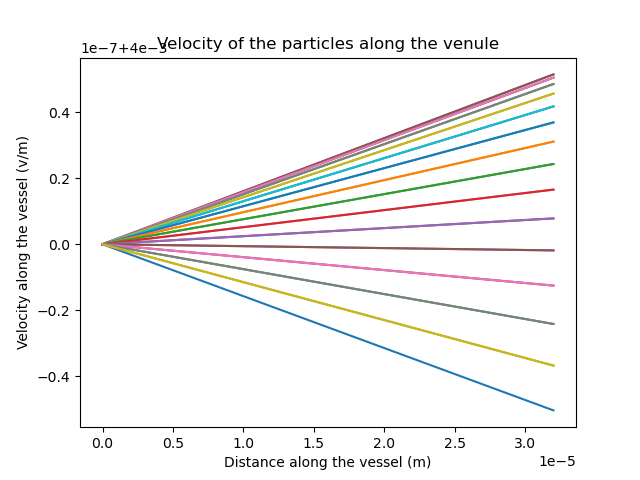 1e−7+4e−3
Velocity of the particles along the venule
0.4
0.2
0.0
−0.2
−0.4
Velocity along the vessel (v/m)
0.0 0.5 1.0 1.5 2.0 2.5 3.0
1e−5
Distance along the vessel (m)